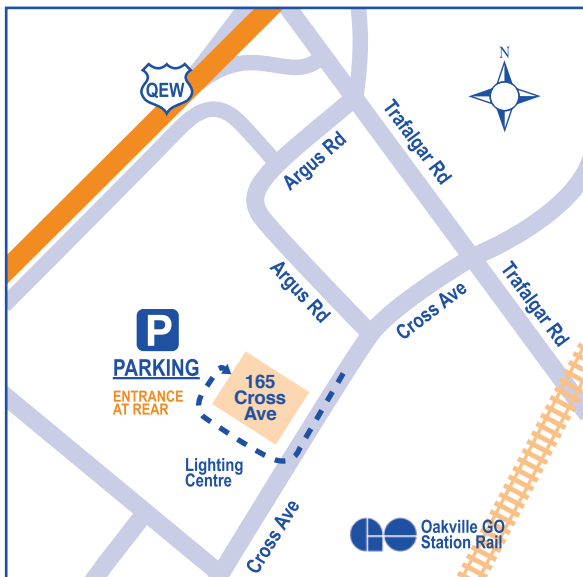 N
QEW
Argus Rd
Trafalgar Rd
Argus Rd
Cross Ave
Trafalgar Rd
P
PARKING
ENTRANCE
AT REAR
165
Cross
Ave
Lighting
Centre
Cross Ave
GO
Oakville GO
Station Rail